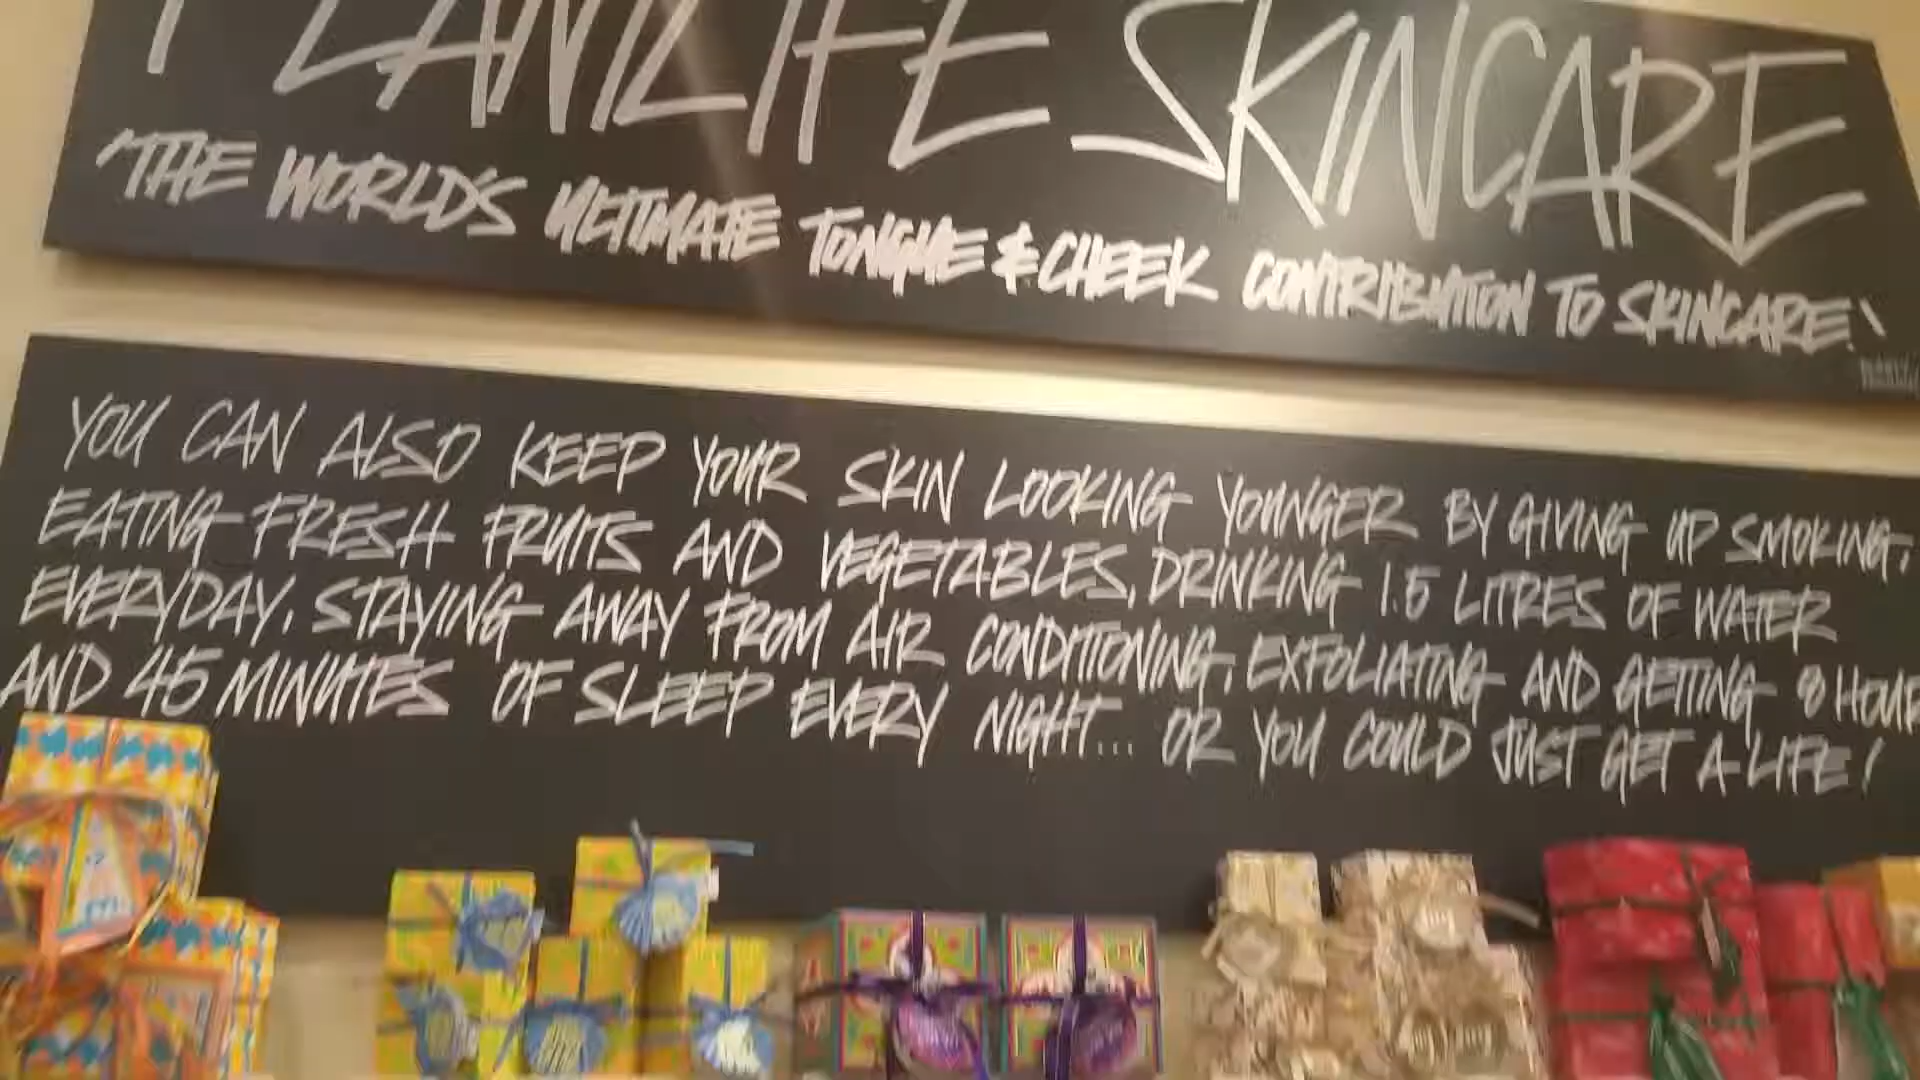 SKINCARE
'THE WORLD'S ULTIMATE TONGUE & CHEEK CONTRIBUTION TO SKINCARE!'
YOU CAN ALSO KEEP YOUR SKIN LOOKING YOUNGER BY GIVING UP SMOKING,
EATING FRESH FRUITS AND VEGETABLES, DRINKING 1.5 LITRES OF WATER
EVERYDAY, STAYING AWAY FROM AIR CONDITIONING, EXFOLIATING AND GETTING 8 HOUR
AND 45 MINUTES OF SLEEP EVERY NIGHT... OR YOU COULD JUST GET A LIFE!